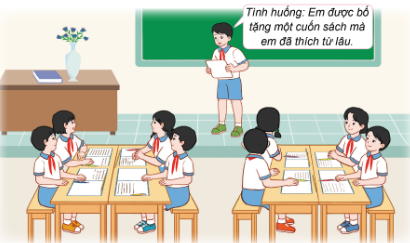 Tình huống: Em được bố
tặng một cuốn sách mà
em đã thích từ lâu.